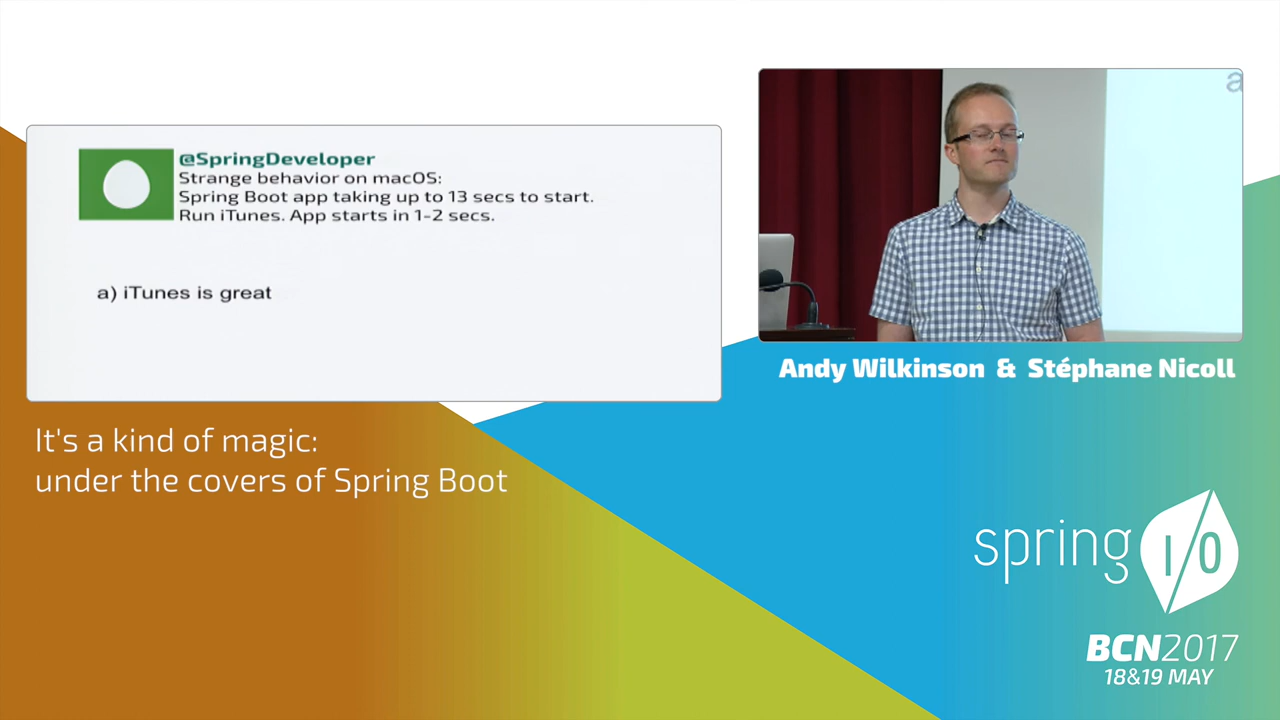 @SpringDeveloper
Strange behavior on macOS:
Spring Boot app taking up to 13 secs to start.
Run iTunes. App starts in 1-2 secs.
a) iTunes is great
a
Andy Wilkinson & Stéphane Nicoll
It's a kind of magic:
under the covers of Spring Boot
spring I/O
BCN2017
18&19 MAY